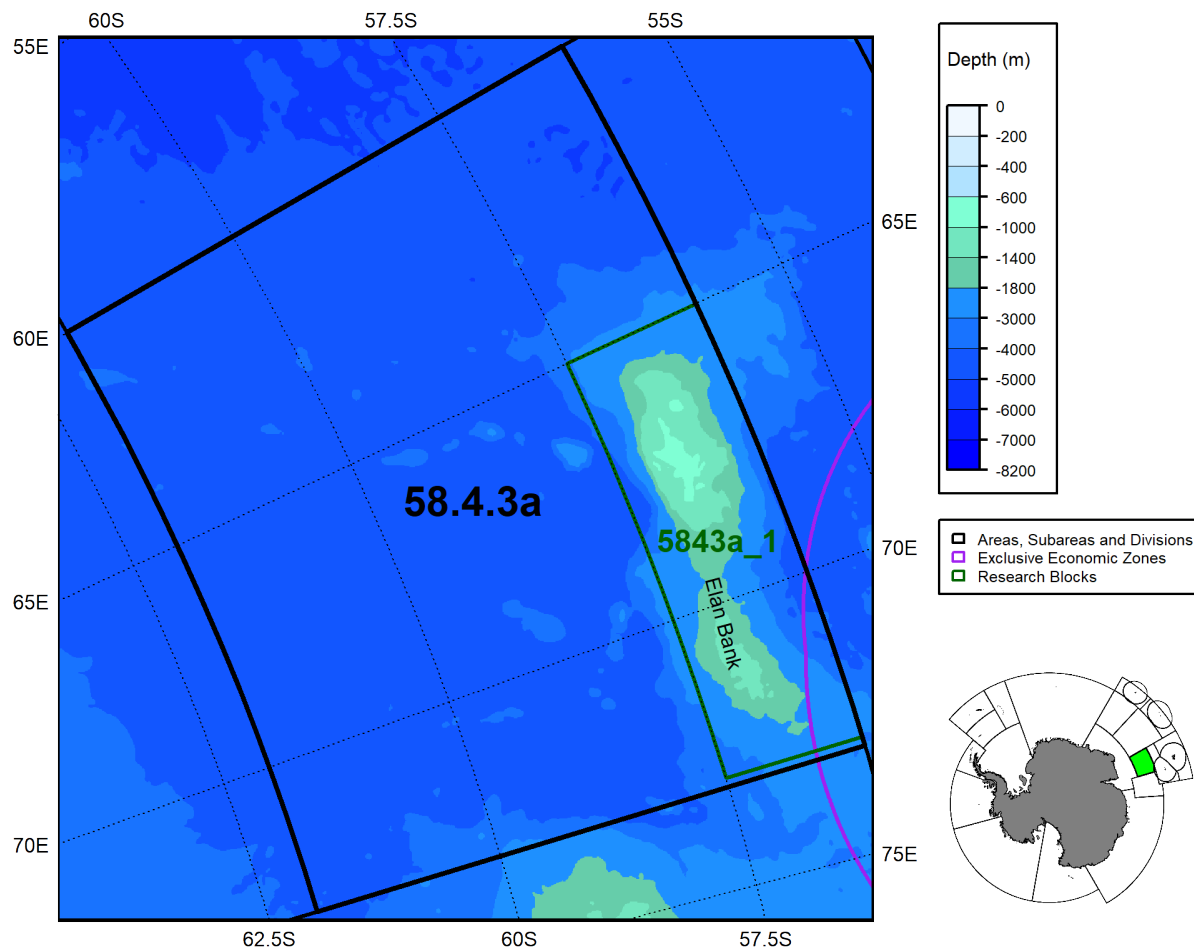 60S
57.5S
55S
55E
60E
65E
70E
65E
70E
75E
62.5S
60S
57.5S
58.4.3a
5843a_1
Elan Bank
Depth (m)
0
-200
-400
-600
-1000
-1400
-1800
-3000
-4000
-5000
-6000
-7000
-8200
Areas, Subareas and Divisions
Exclusive Economic Zones
Research Blocks